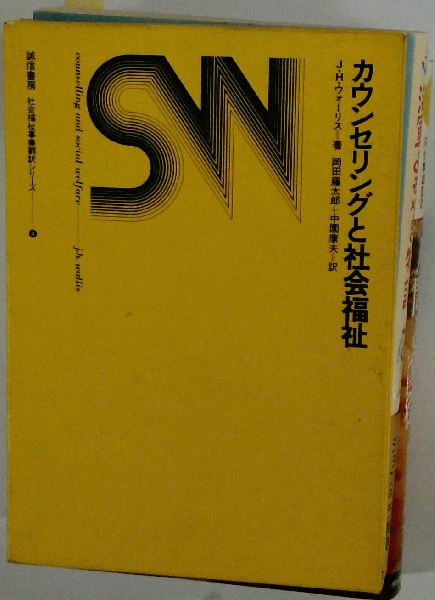 カウンセリングと社会福祉
J・H・ウォーリス―著 岡田藤太郎+中園康夫―訳
SW
counselling and social welfare―j.h. wallis
誠信書房 社会福祉事業翻訳シリーズ―4